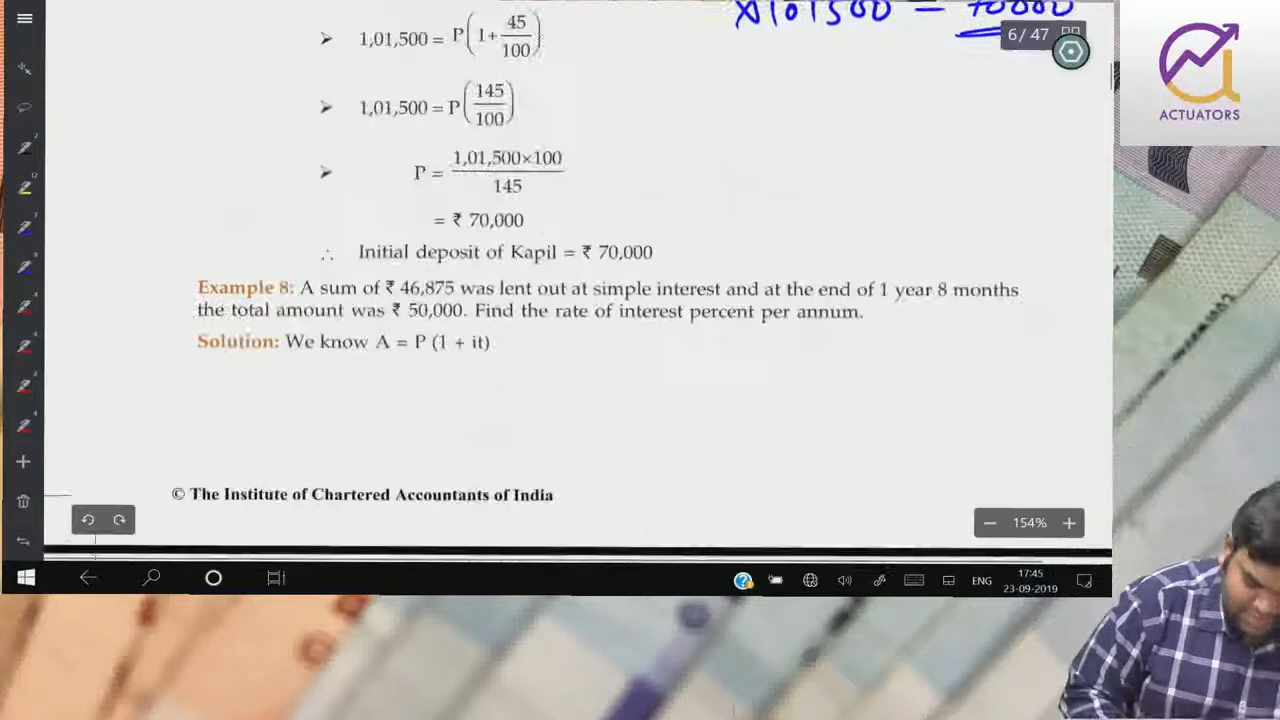 x101500 = 70000
6 / 47
➢ 1,01,500 = P(1+45/100)
ACTUATORS
➢ 1,01,500 = P(145/100)
➢ P = 1,01,500×100/145
= ₹ 70,000
∴ Initial deposit of Kapil = ₹ 70,000
Example 8: A sum of ₹ 46,875 was lent out at simple interest and at the end of 1 year 8 months
the total amount was ₹ 50,000. Find the rate of interest percent per annum.
Solution: We know A = P (1 + it)
© The Institute of Chartered Accountants of India
− 154% +
ENG
17:45
23-09-2019